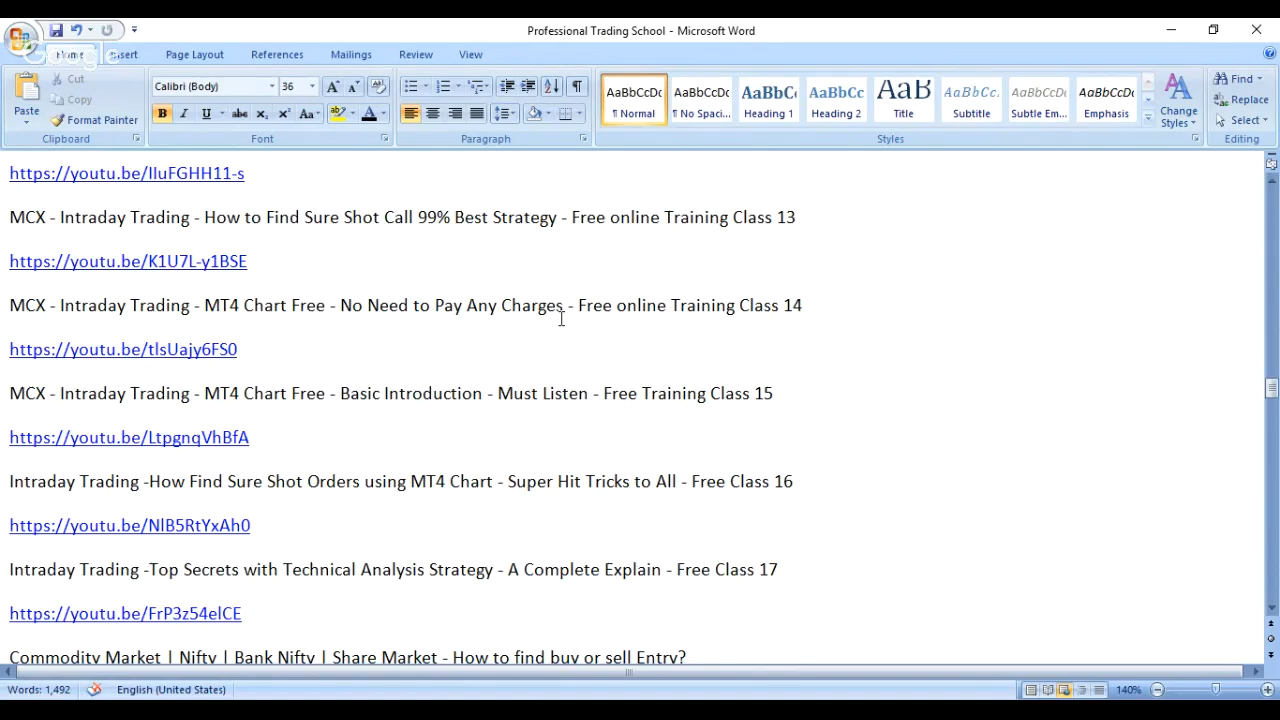 Professional Trading School - Microsoft Word
Google
Home Insert Page Layout References Mailings Review View
Paste
Cut
Copy
Format Painter
Clipboard
Calibri (Body) 36
Font
Paragraph
AaBbCcDc AaBbCcDc AaBbCc AaBbCc AaB AaBbCc. AaBbCcDc AaBbCcDc
¶ Normal ¶ No Spaci... Heading 1 Heading 2 Title Subtitle Subtle Em... Emphasis
Change Styles
Styles
Find
Replace
Select
Editing
https://youtu.be/lIuFGHH11-s
MCX - Intraday Trading - How to Find Sure Shot Call 99% Best Strategy - Free online Training Class 13
https://youtu.be/K1U7L-y1BSE
MCX - Intraday Trading - MT4 Chart Free - No Need to Pay Any Charges - Free online Training Class 14
https://youtu.be/tlsUajy6FS0
MCX - Intraday Trading - MT4 Chart Free - Basic Introduction - Must Listen - Free Training Class 15
https://youtu.be/LtpgnqVhBfA
Intraday Trading -How Find Sure Shot Orders using MT4 Chart - Super Hit Tricks to All - Free Class 16
https://youtu.be/NlB5RtYxAh0
Intraday Trading -Top Secrets with Technical Analysis Strategy - A Complete Explain - Free Class 17
https://youtu.be/FrP3z54elCE
Commodity Market | Nifty | Bank Nifty | Share Market - How to find buy or sell Entry?
Words: 1,492 English (United States) 140%